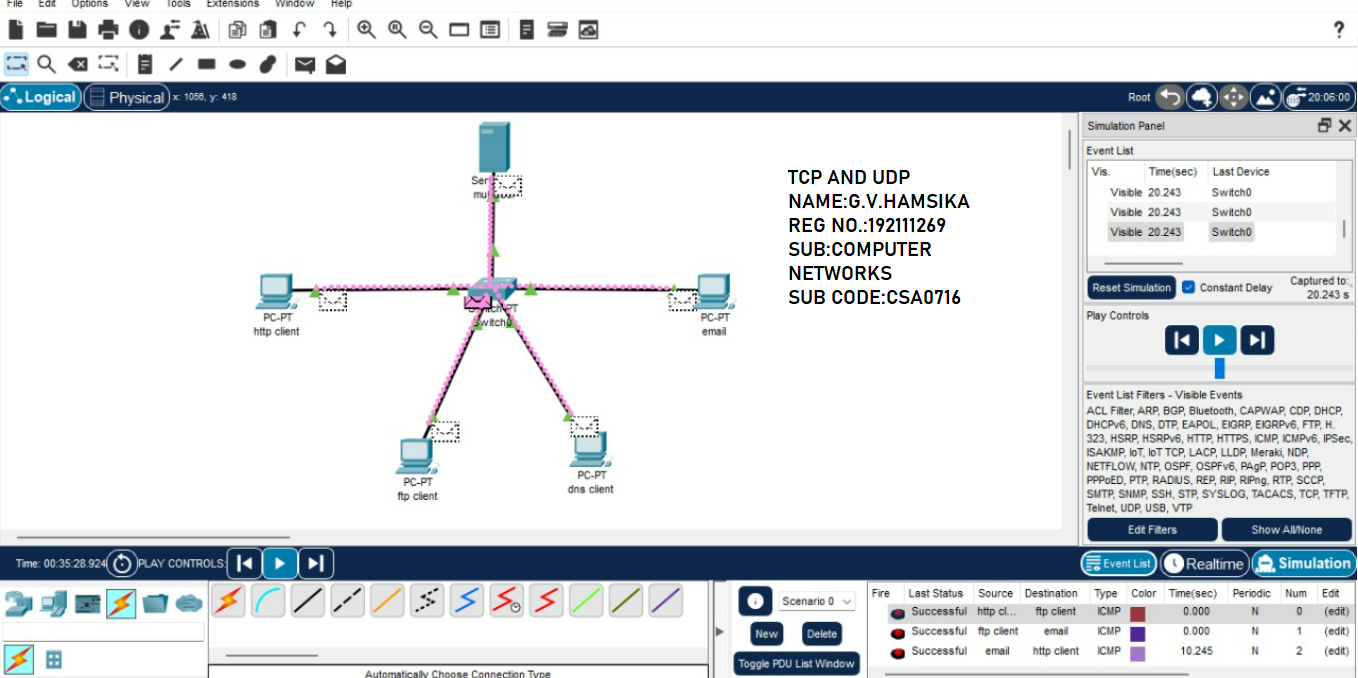 File Edit Options View Tools Extensions Window Help
Logical Physical x: 1056, y: 418 Root 20:06:00
Simulation Panel
Event List
Vis. Time(sec) Last Device
Visible 20.243 Switch0
Visible 20.243 Switch0
Visible 20.243 Switch0
Reset Simulation Constant Delay Captured to:
20.243 s
Play Controls
Event List Filters - Visible Events
ACL Filter, ARP, BGP, Bluetooth, CAPWAP, CDP, DHCP,
DHCPv6, DNS, DTP, EAPOL, EIGRP, EIGRPv6, FTP, H.
323, HSRP, HSRPv6, HTTP, HTTPS, ICMP, ICMPv6, IPSec,
ISAKMP, IoT, IoT TCP, LACP, LLDP, Meraki, NDP,
NETFLOW, NTP, OSPF, OSPFv6, PAgP, POP3, PPP,
PPPoED, PTP, RADIUS, REP, RIP, RIPng, RTP, SCCP,
SMTP, SNMP, SSH, STP, SYSLOG, TACACS, TCP, TFTP,
Telnet, UDP, USB, VTP
Edit Filters Show All/None
TCP AND UDP
NAME:G.V.HAMSIKA
REG NO.:192111269
SUB:COMPUTER
NETWORKS
SUB CODE:CSA0716
PC-PT
http client
Switch0
PC-PT
email
PC-PT
ftp client
PC-PT
dns client
Time: 00:35:28.924 PLAY CONTROLS: Event List Realtime Simulation
Automatically Choose Connection Type
Scenario 0
New Delete
Toggle PDU List Window
Fire Last Status Source Destination Type Color Time(sec) Periodic Num Edit
Successful http cl... ftp client ICMP 0.000 N 0 (edit)
Successful ftp client email ICMP 0.000 N 1 (edit)
Successful email http client ICMP 10.245 N 2 (edit)